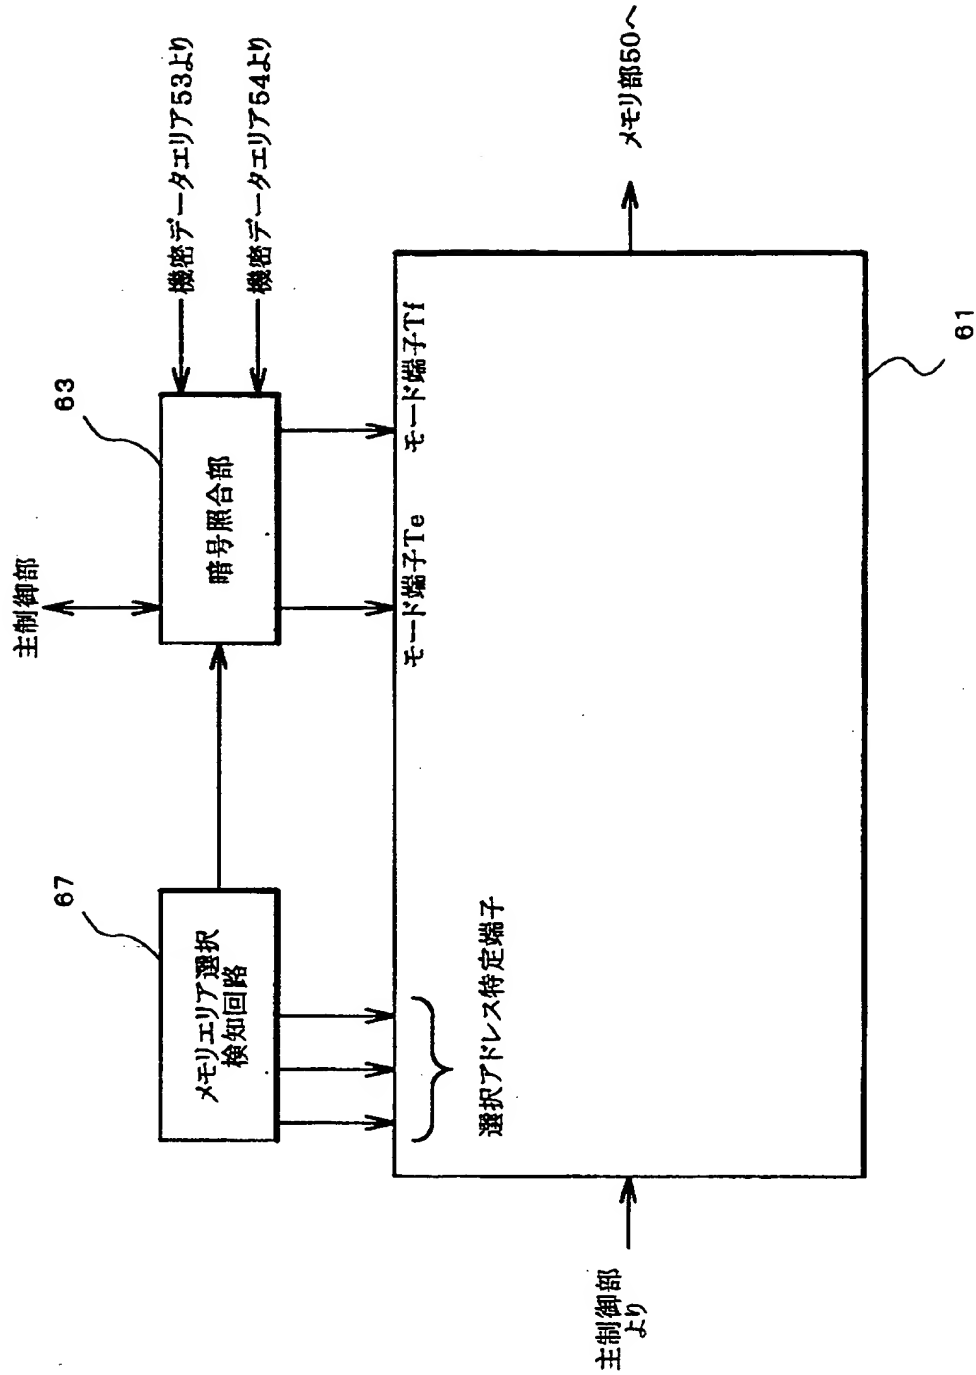 主制御部
67
63
メモリエリア選択
検知回路
暗号照合部
機密データエリア53より
機密データエリア54より
モード端子Te
モード端子Tf
選択アドレス特定端子
主制御部
より
メモリ部50へ
61